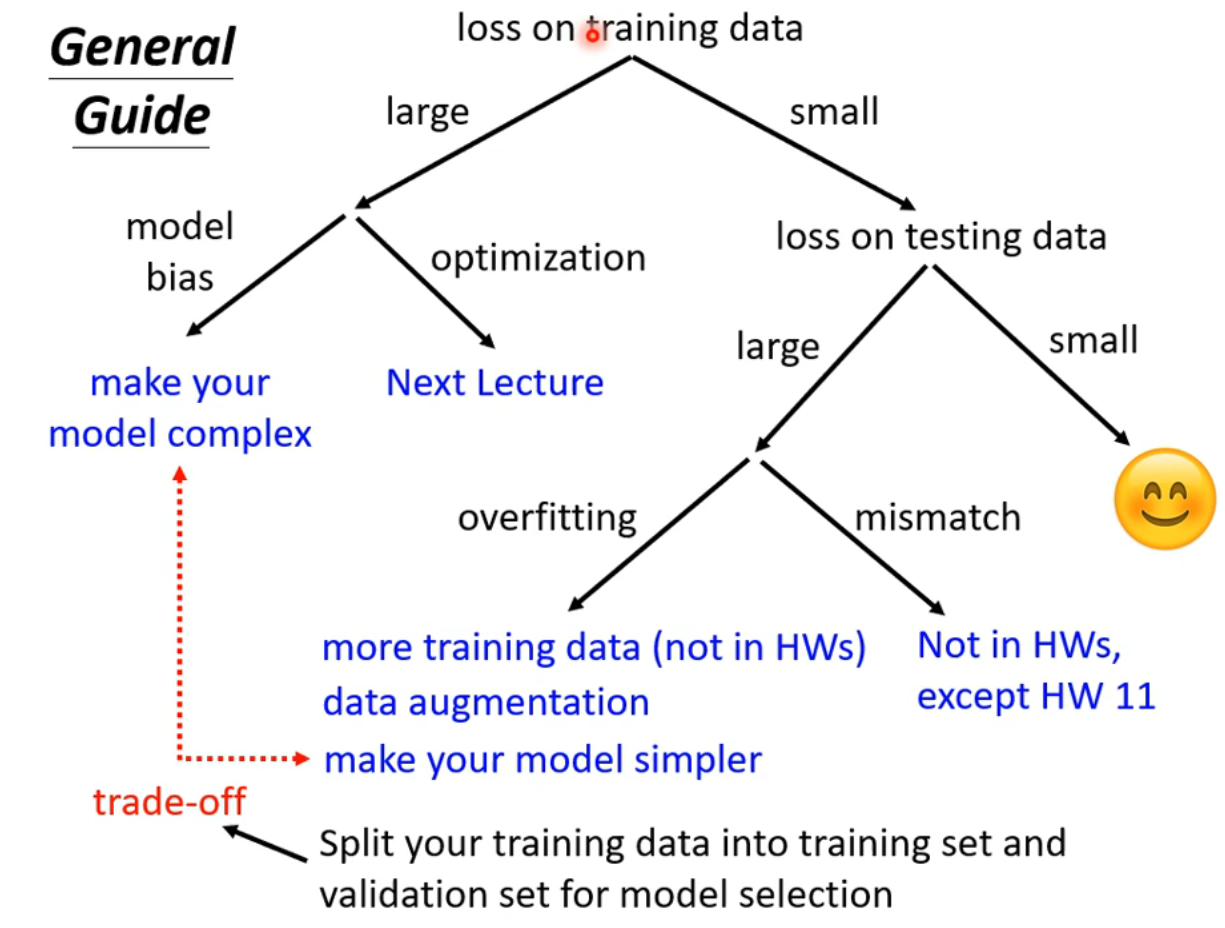 General
Guide
loss on training data
large
small
model
bias
optimization
loss on testing data
make your
model complex
Next Lecture
large
small
overfitting
mismatch
more training data (not in HWs)
data augmentation
make your model simpler
Not in HWs,
except HW 11
trade-off
Split your training data into training set and
validation set for model selection